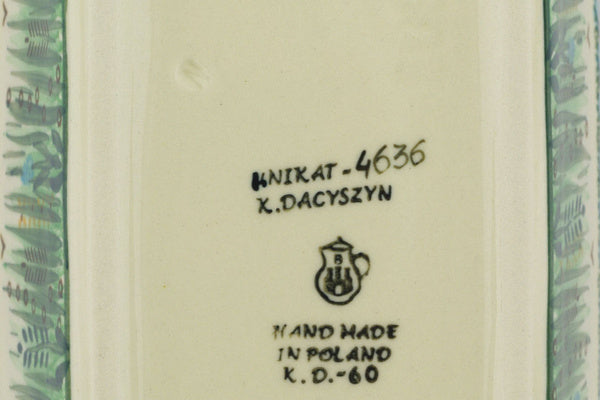 UNIKAT-4636
K.DACYSZYN
B
HAND MADE
IN POLAND
K.D.-60